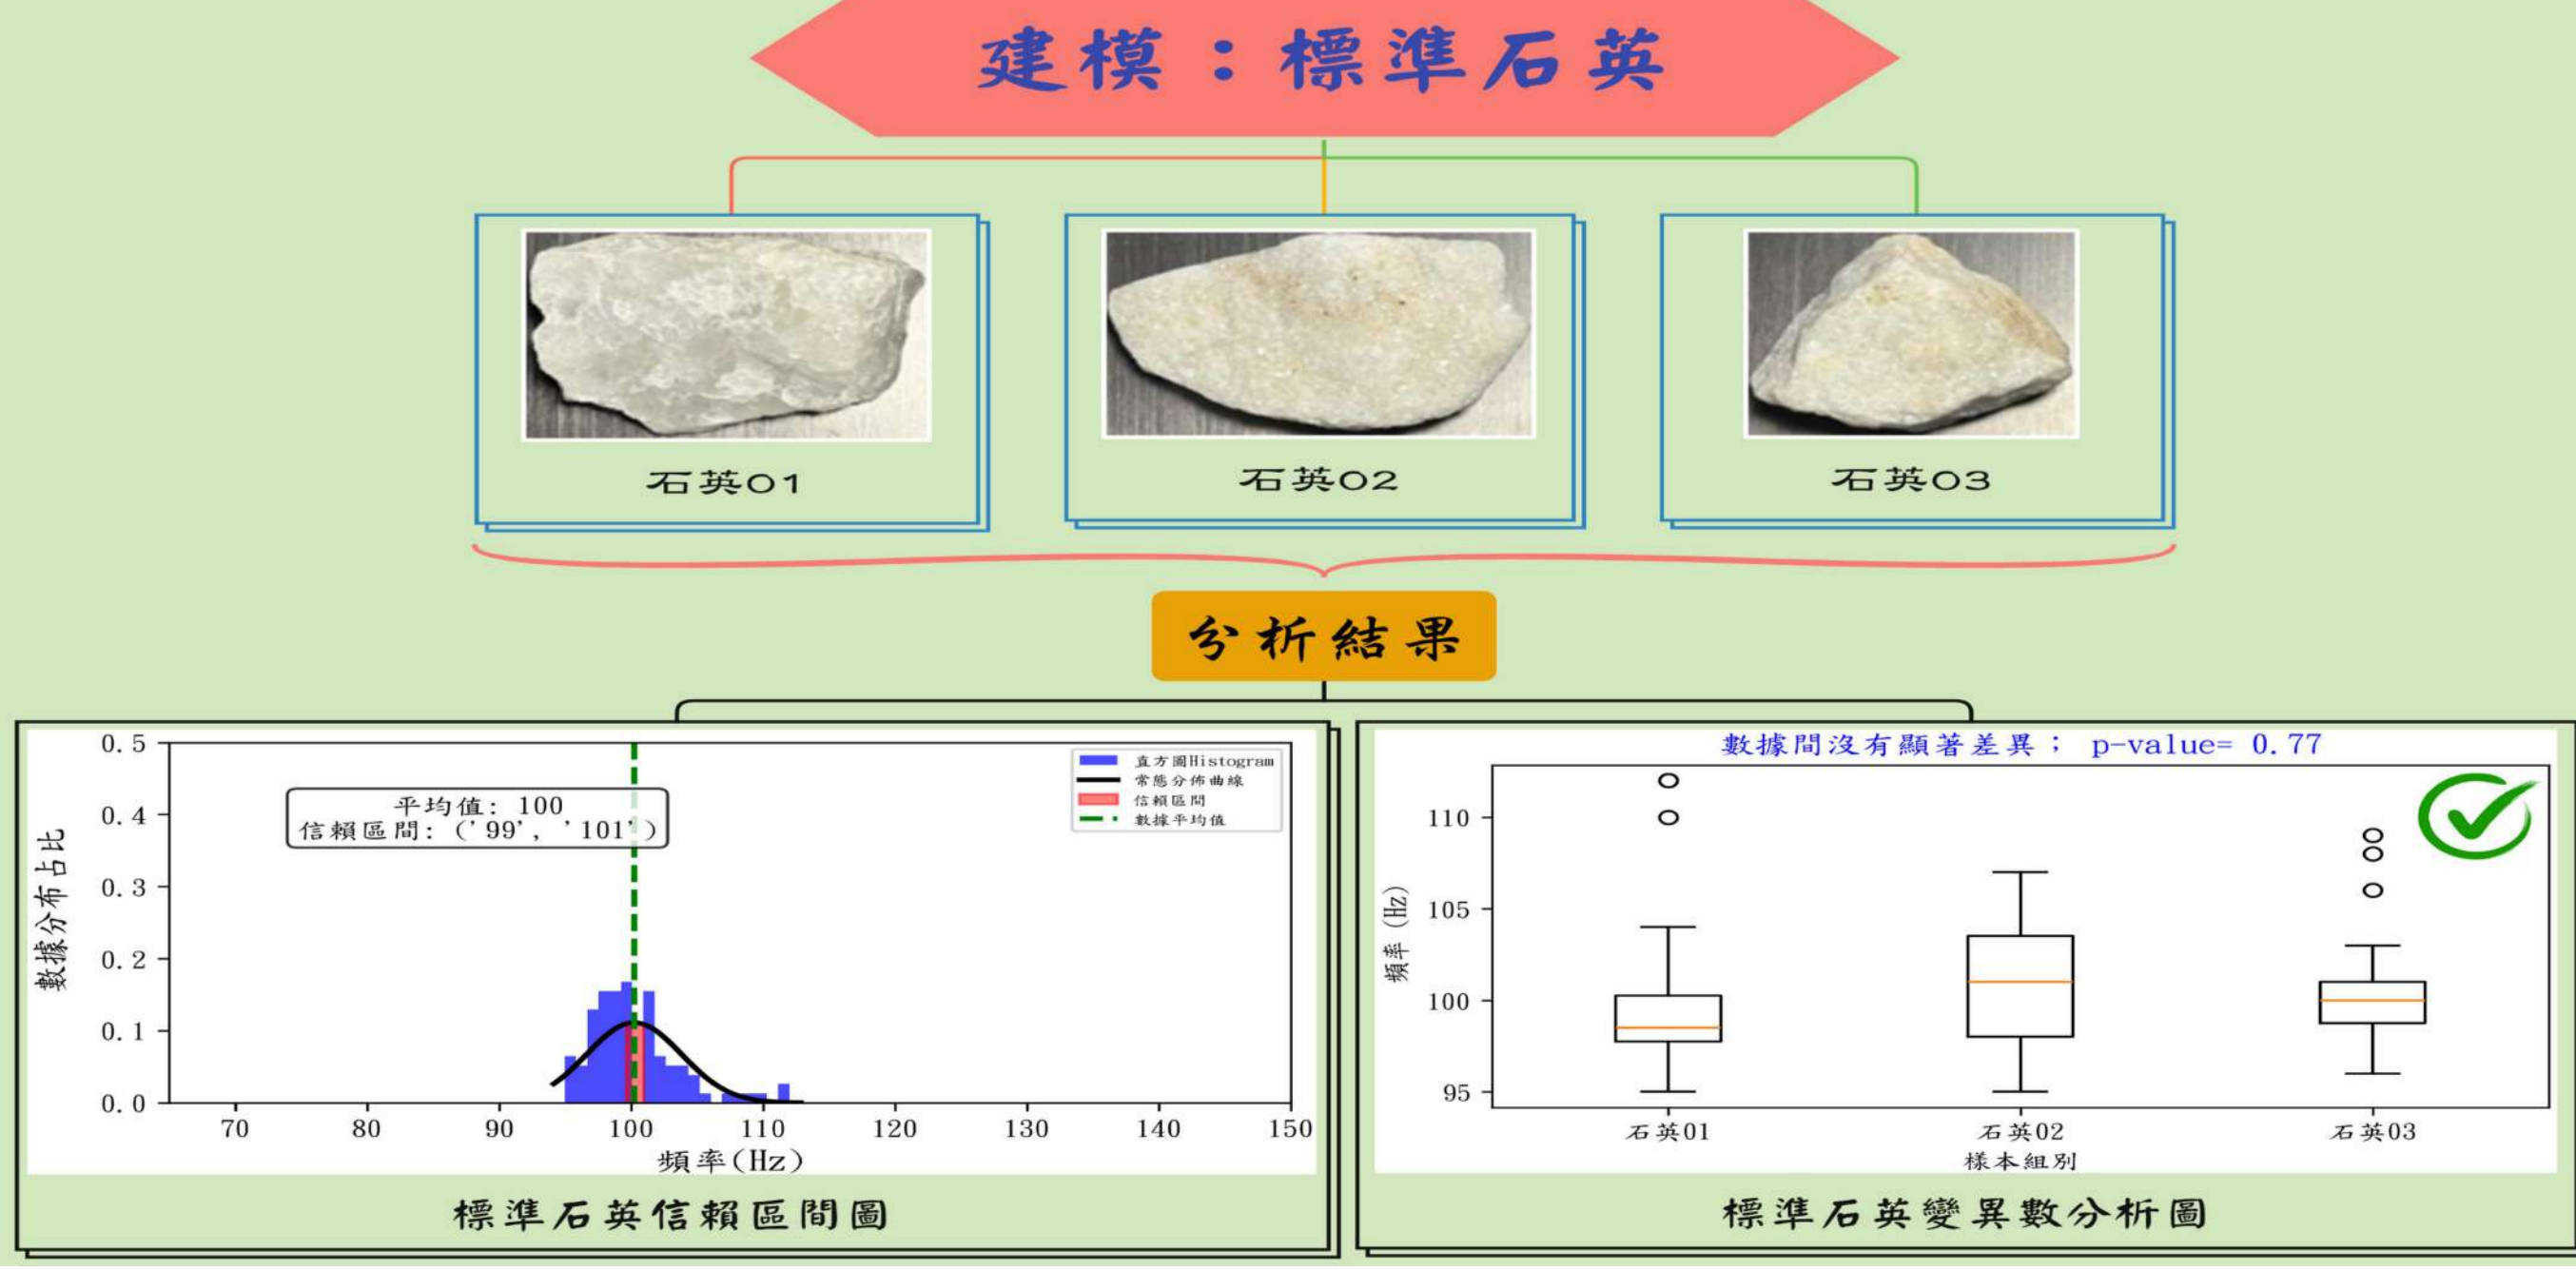 建模：標準石英
石英01
石英02
石英03
分析結果
0.5
0.4
0.3
0.2
0.1
0.0
數據分布占比
平均值: 100
信賴區間: ('99', '101')
直方圖Histogram
常態分佈曲線
信賴區間
數據平均值
70 80 90 100 110 120 130 140 150
頻率(Hz)
標準石英信賴區間圖
數據間沒有顯著差異； p-value= 0.77
110
105
100
95
頻率 (Hz)
石英01 石英02 石英03
樣本組別
標準石英變異數分析圖